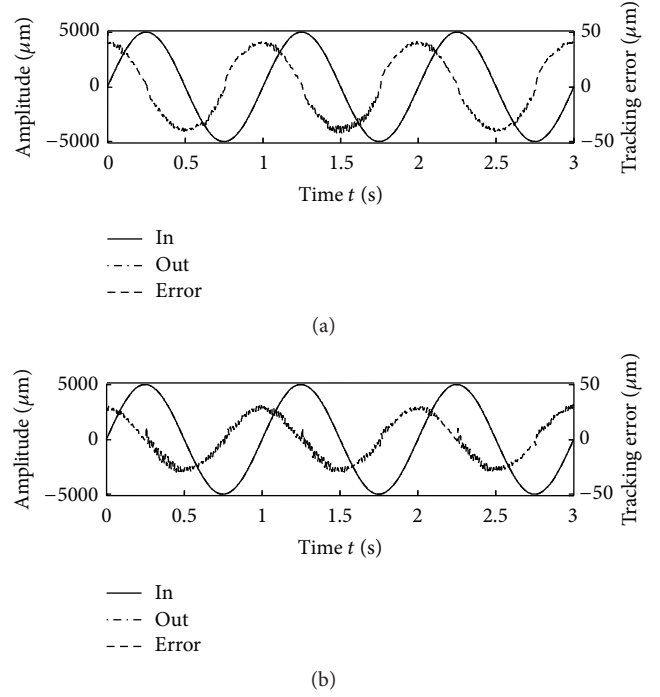 5000
0
−5000
Amplitude (μm)
50
0
−50
Tracking error (μm)
0 0.5 1 1.5 2 2.5 3
Time t (s)
In
Out
Error
(a)
5000
0
−5000
Amplitude (μm)
50
0
−50
Tracking error (μm)
0 0.5 1 1.5 2 2.5 3
Time t (s)
In
Out
Error
(b)